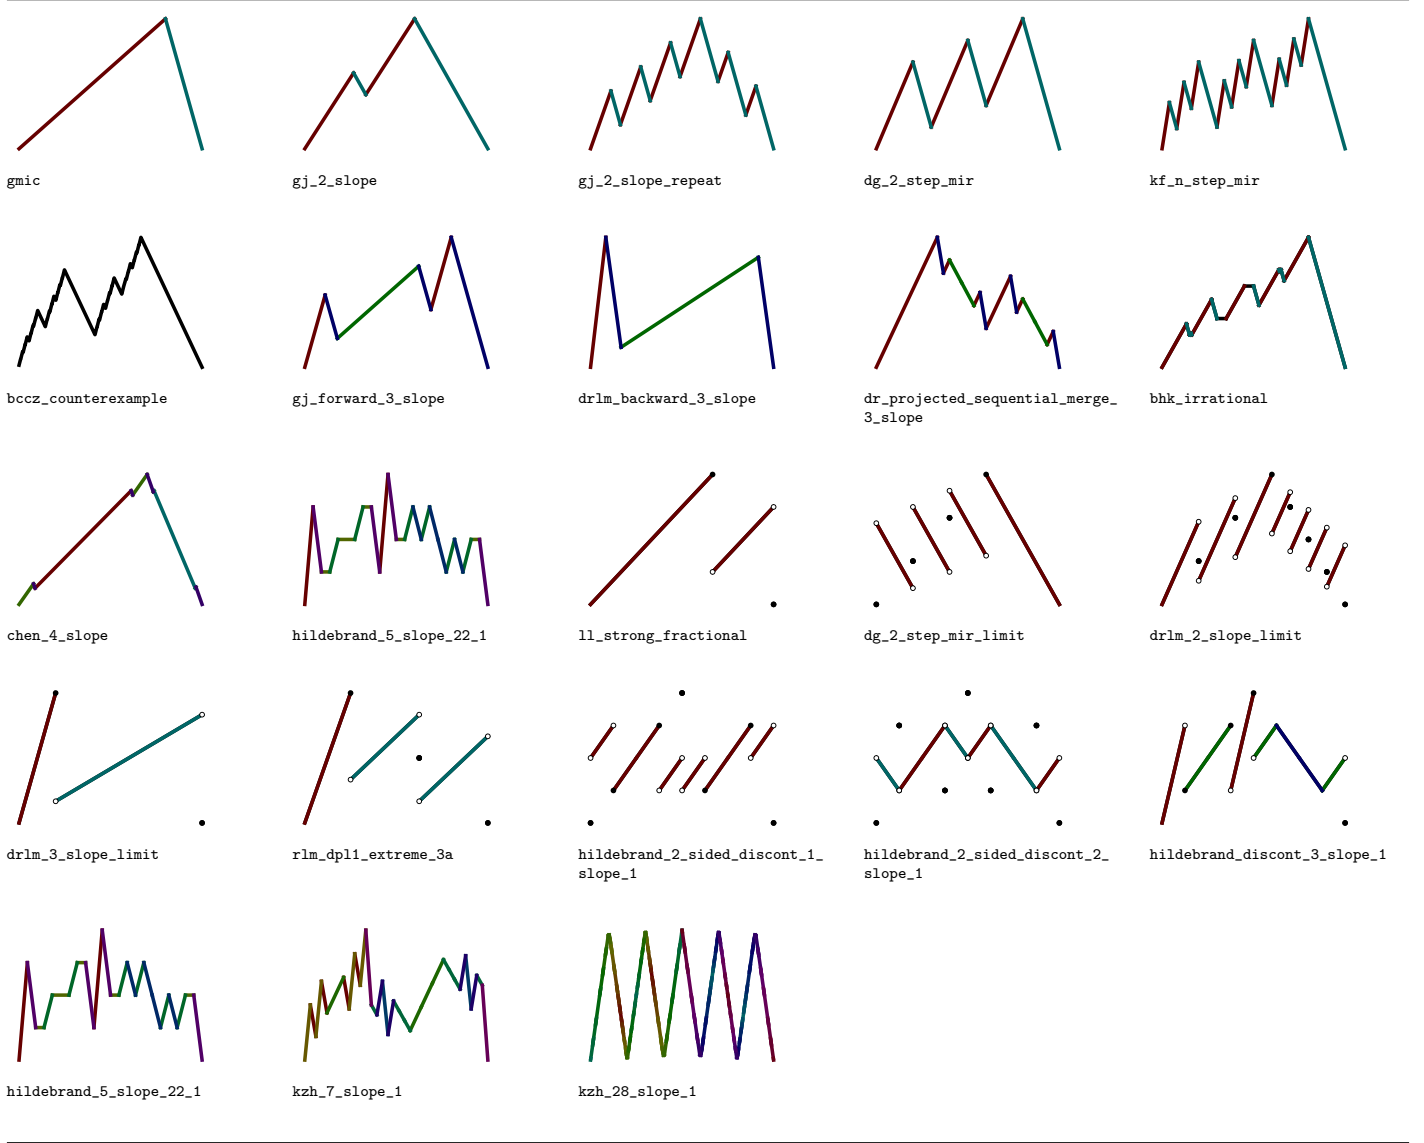 gmic
gj_2_slope
gj_2_slope_repeat
dg_2_step_mir
kf_n_step_mir
bccz_counterexample
gj_forward_3_slope
drlm_backward_3_slope
dr_projected_sequential_merge_
3_slope
bhk_irrational
chen_4_slope
hildebrand_5_slope_22_1
ll_strong_fractional
dg_2_step_mir_limit
drlm_2_slope_limit
drlm_3_slope_limit
rlm_dpl1_extreme_3a
hildebrand_2_sided_discont_1_
slope_1
hildebrand_2_sided_discont_2_
slope_1
hildebrand_discont_3_slope_1
hildebrand_5_slope_22_1
kzh_7_slope_1
kzh_28_slope_1